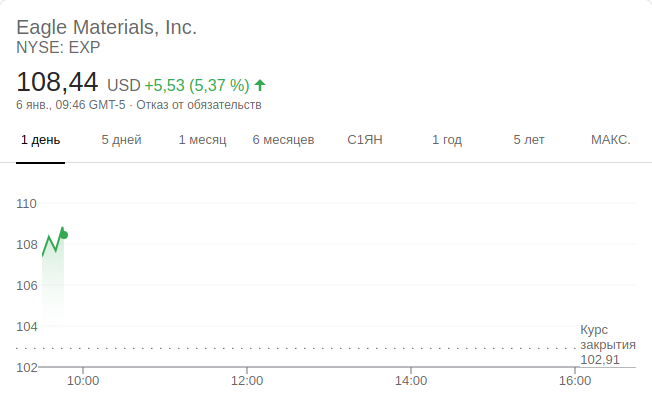 Eagle Materials, Inc.
NYSE: EXP
108,44 USD +5,53 (5,37 %)
6 янв., 09:46 GMT-5 · Отказ от обязательств
1 день 5 дней 1 месяц 6 месяцев С1ЯН 1 год 5 лет МАКС.
110
108
106
104
Курс
закрытия
102,91
102
10:00 12:00 14:00 16:00